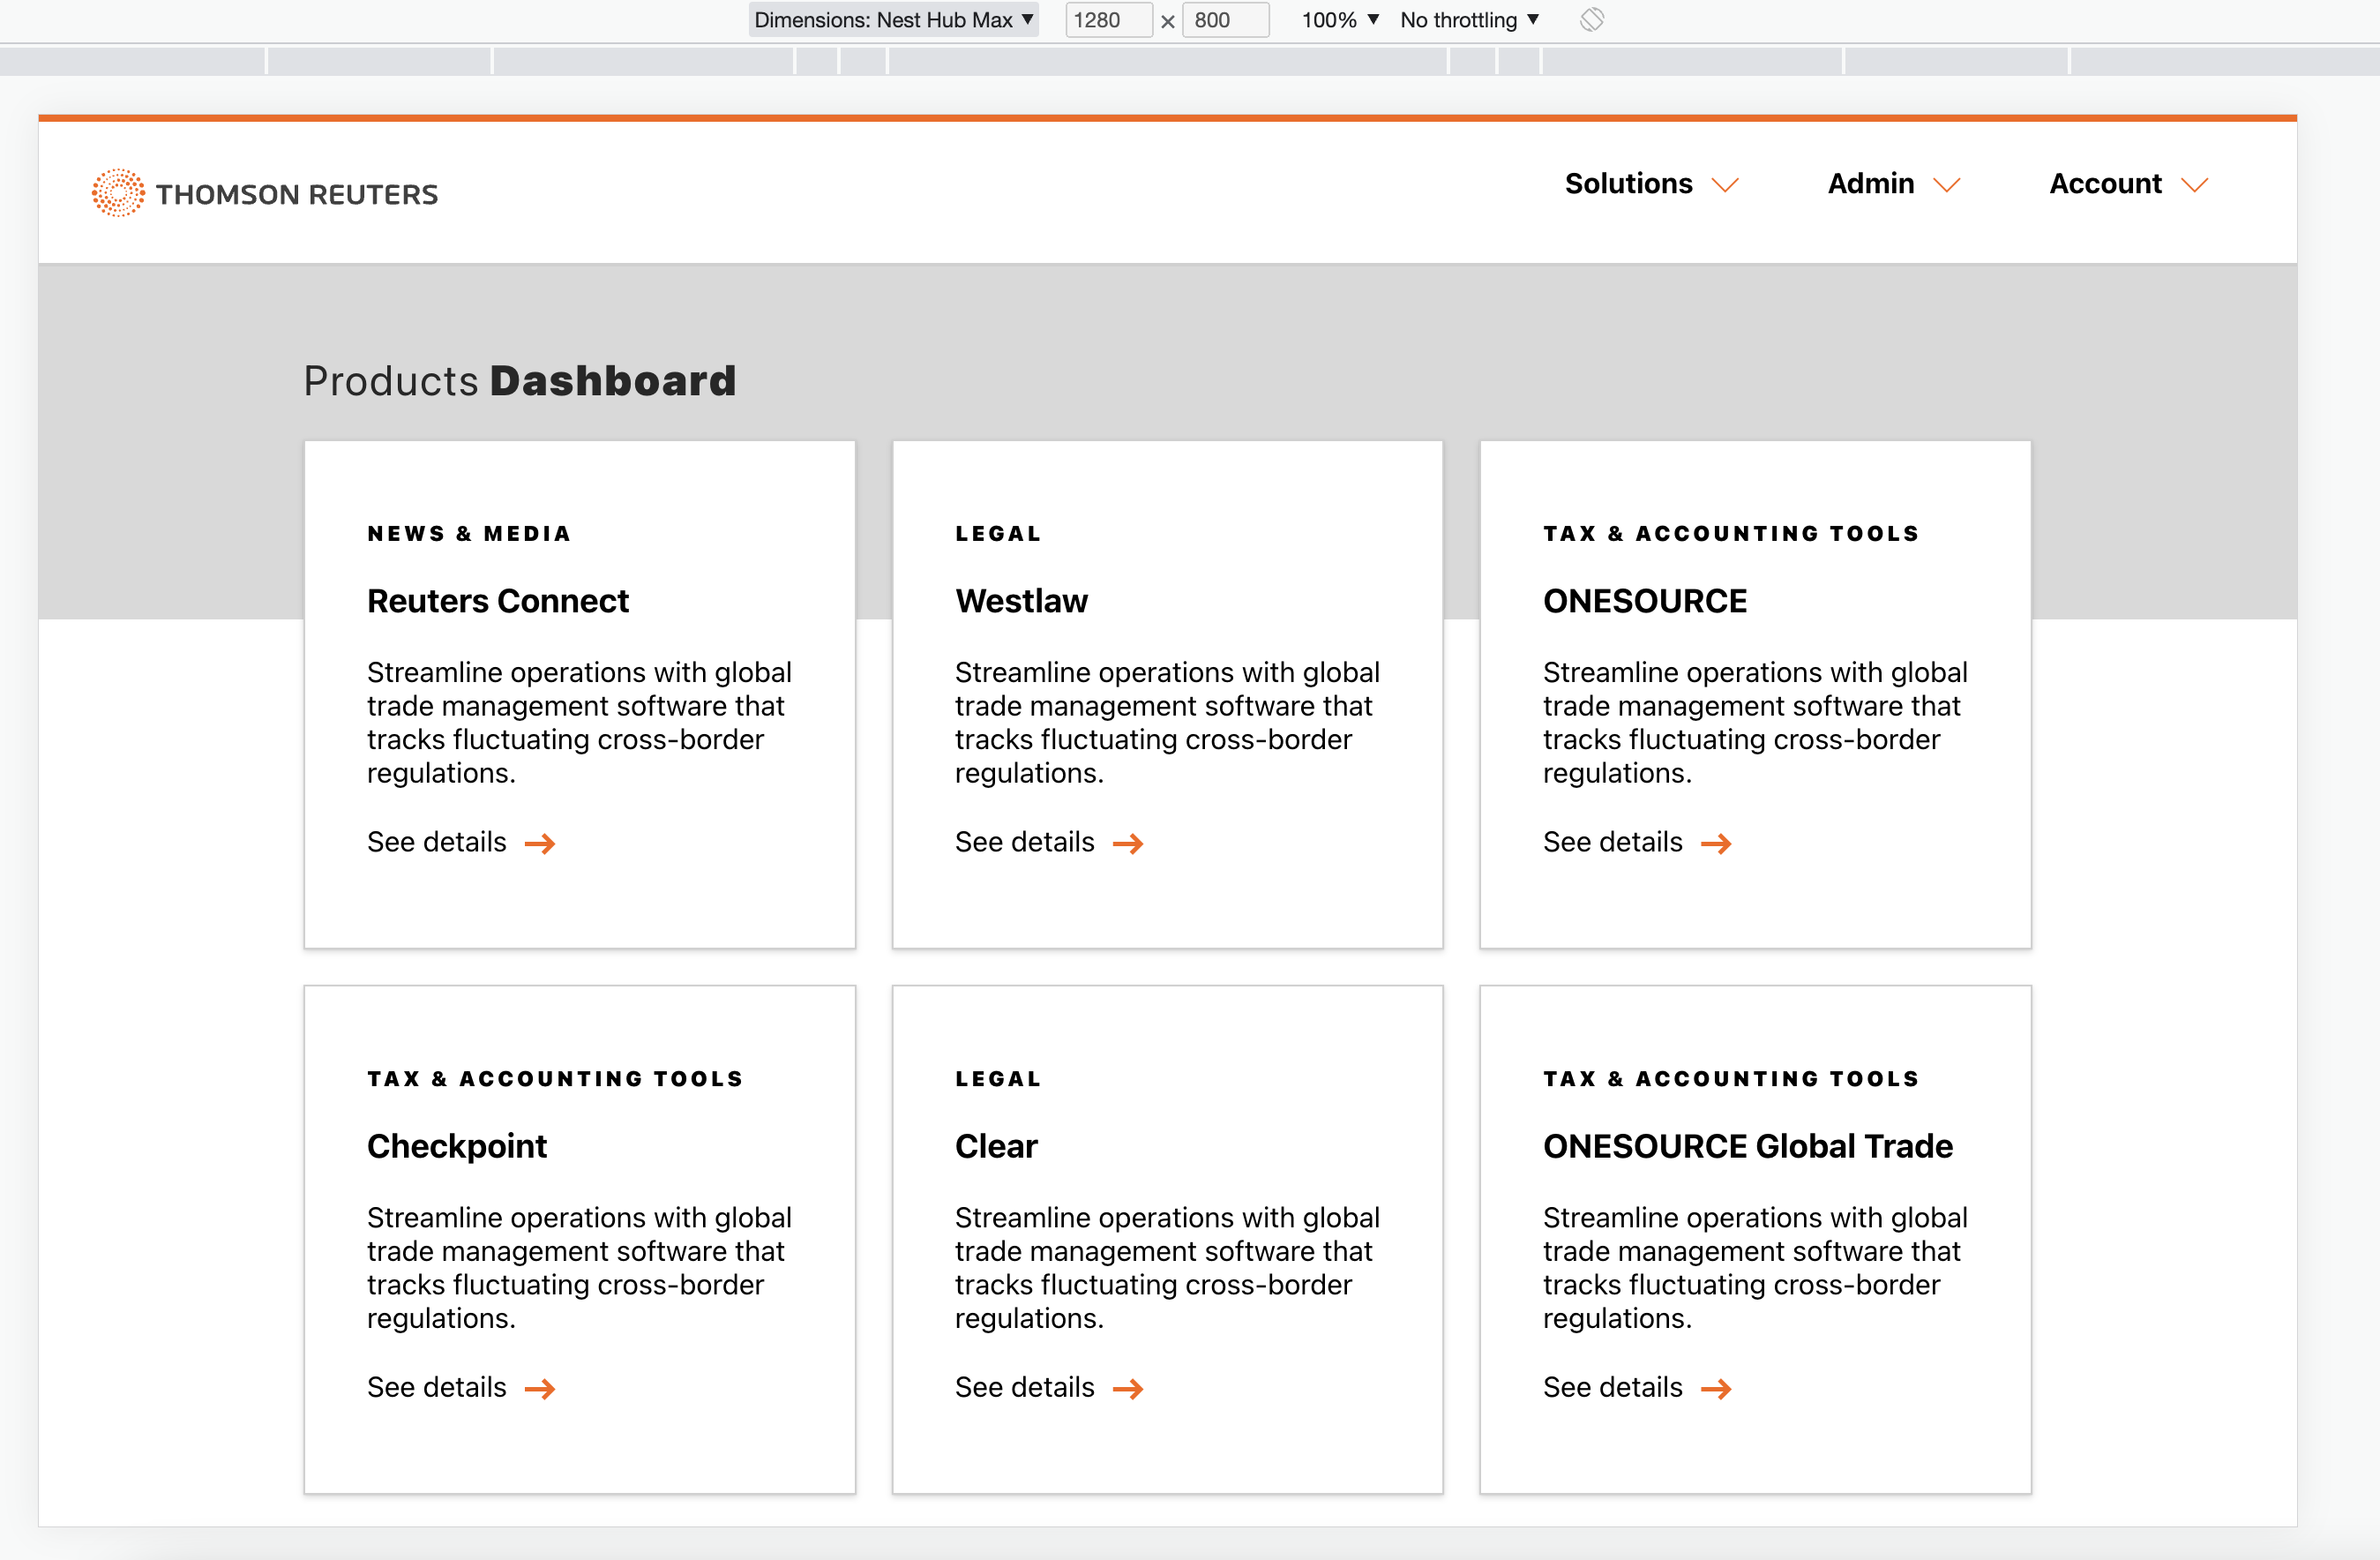 Dimensions: Nest Hub Max ▼ 1280 × 800 100% ▼ No throttling ▼
THOMSON REUTERS
Solutions Admin Account
Products Dashboard
NEWS & MEDIA
Reuters Connect
Streamline operations with global
trade management software that
tracks fluctuating cross-border
regulations.
See details →
LEGAL
Westlaw
Streamline operations with global
trade management software that
tracks fluctuating cross-border
regulations.
See details →
TAX & ACCOUNTING TOOLS
ONESOURCE
Streamline operations with global
trade management software that
tracks fluctuating cross-border
regulations.
See details →
TAX & ACCOUNTING TOOLS
Checkpoint
Streamline operations with global
trade management software that
tracks fluctuating cross-border
regulations.
See details →
LEGAL
Clear
Streamline operations with global
trade management software that
tracks fluctuating cross-border
regulations.
See details →
TAX & ACCOUNTING TOOLS
ONESOURCE Global Trade
Streamline operations with global
trade management software that
tracks fluctuating cross-border
regulations.
See details →